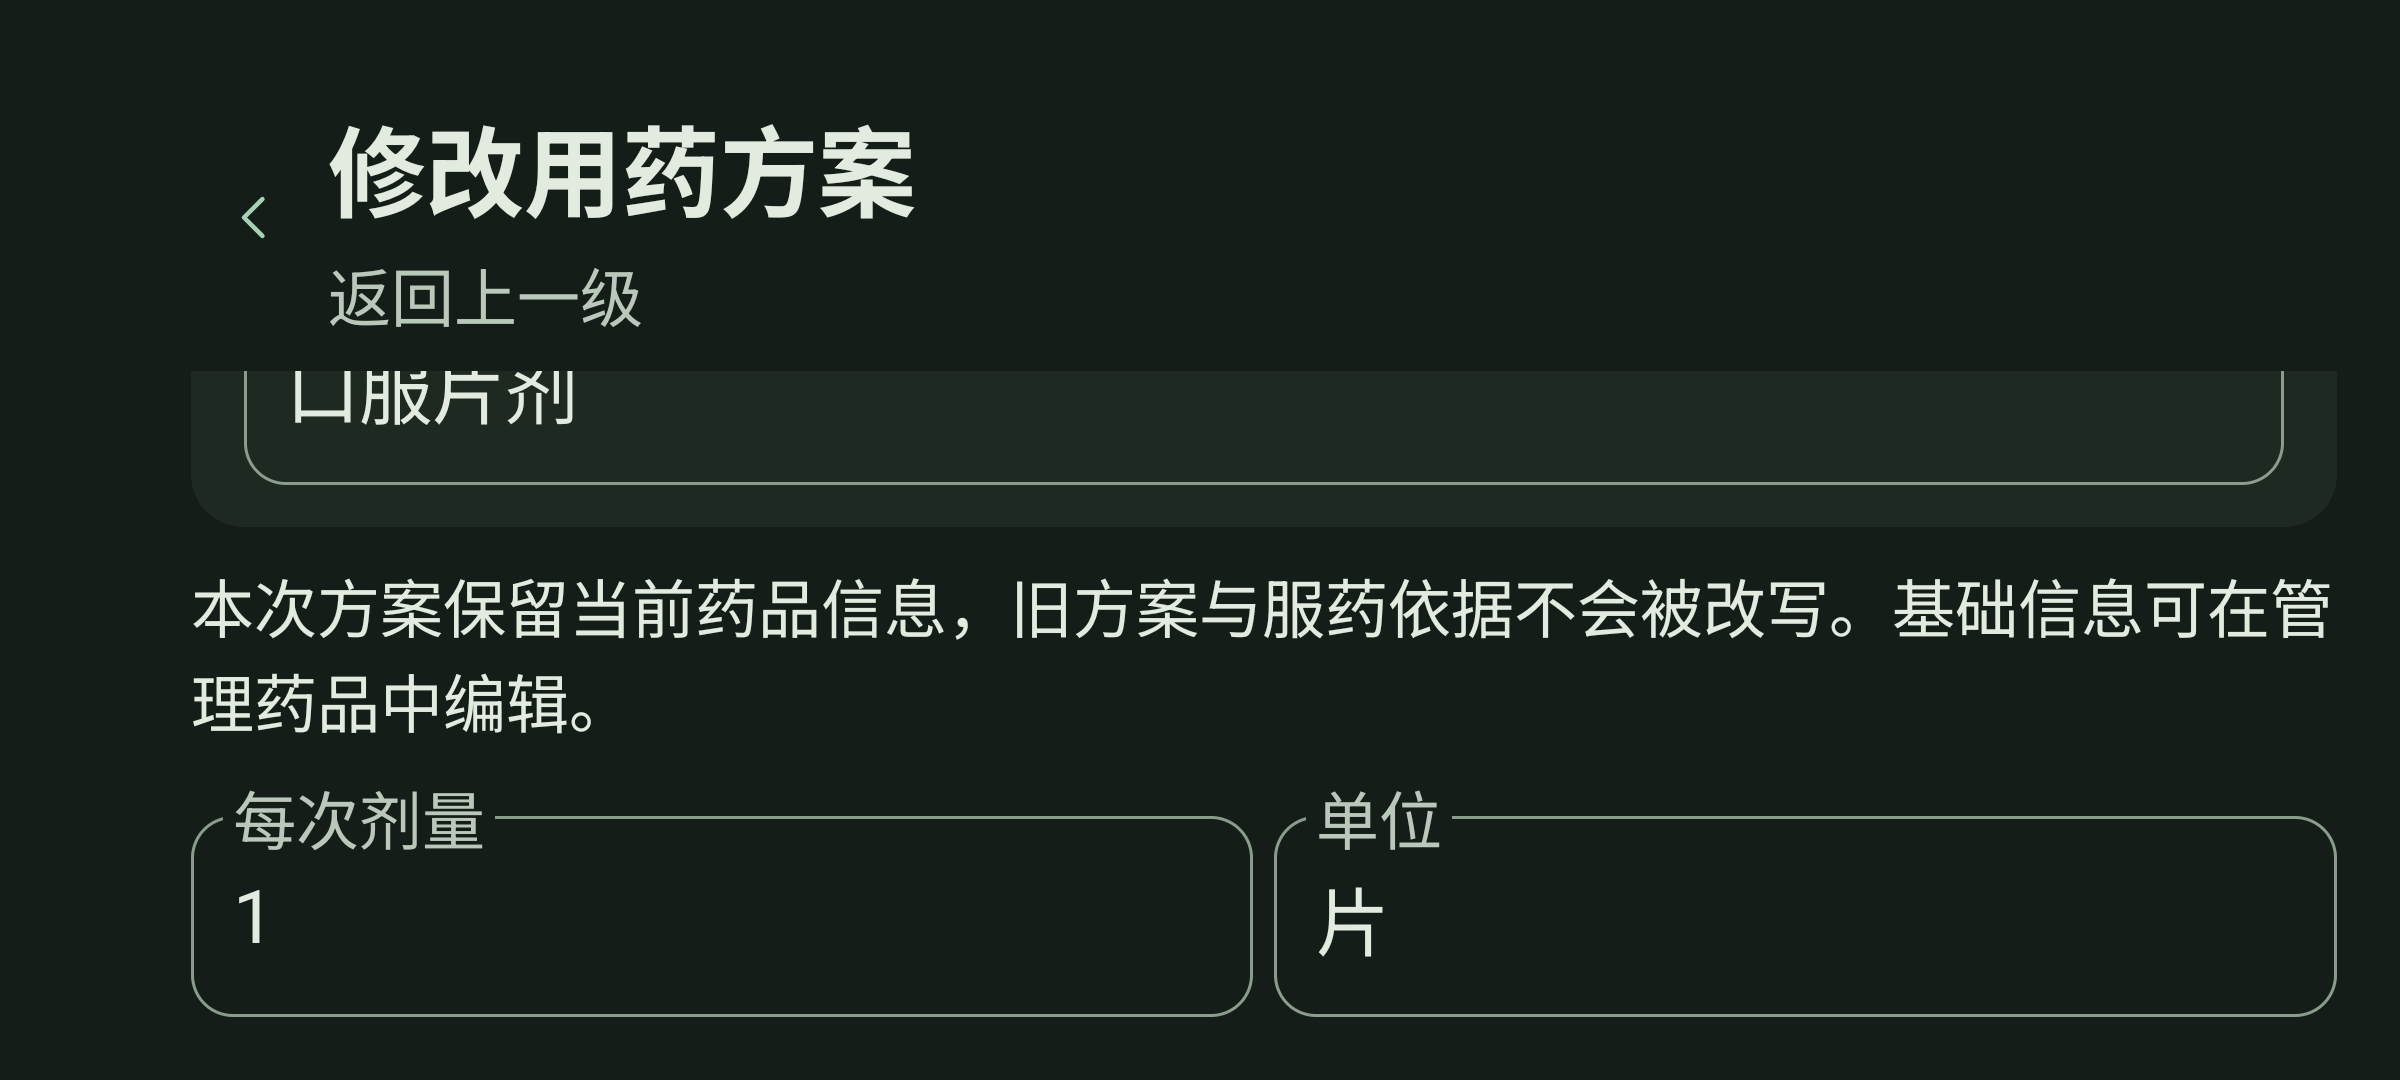 修改用药方案
返回上一级
口服片剂
本次方案保留当前药品信息，旧方案与服药依据不会被改写。基础信息可在管
理药品中编辑。
每次剂量
1
单位
片